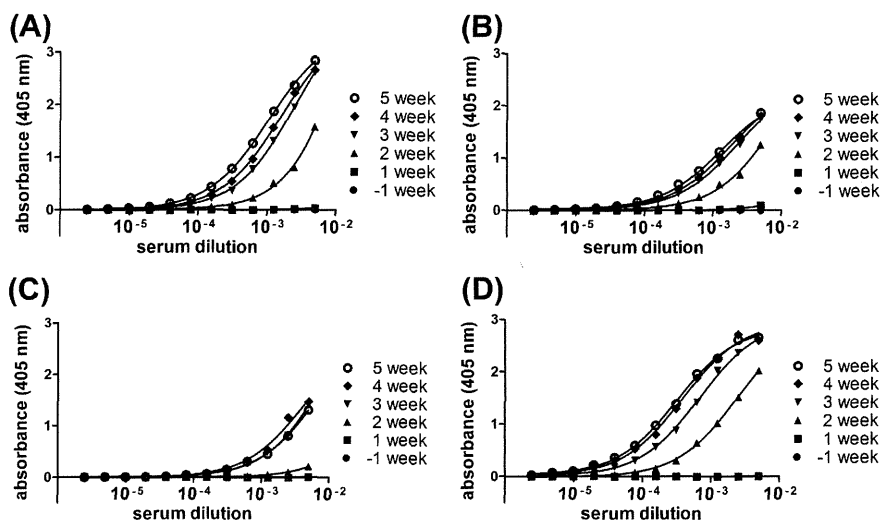 (A)
absorbance (405 nm)
3
2
1
0
10-5
10-4
10-3
10-2
serum dilution
5 week
4 week
3 week
2 week
1 week
-1 week
(B)
absorbance (405 nm)
3
2
1
0
10-5
10-4
10-3
10-2
serum dilution
5 week
4 week
3 week
2 week
1 week
-1 week
(C)
absorbance (405 nm)
3
2
1
0
10-5
10-4
10-3
10-2
serum dilution
5 week
4 week
3 week
2 week
1 week
-1 week
(D)
absorbance (405 nm)
3
2
1
0
10-5
10-4
10-3
10-2
serum dilution
5 week
4 week
3 week
2 week
1 week
-1 week